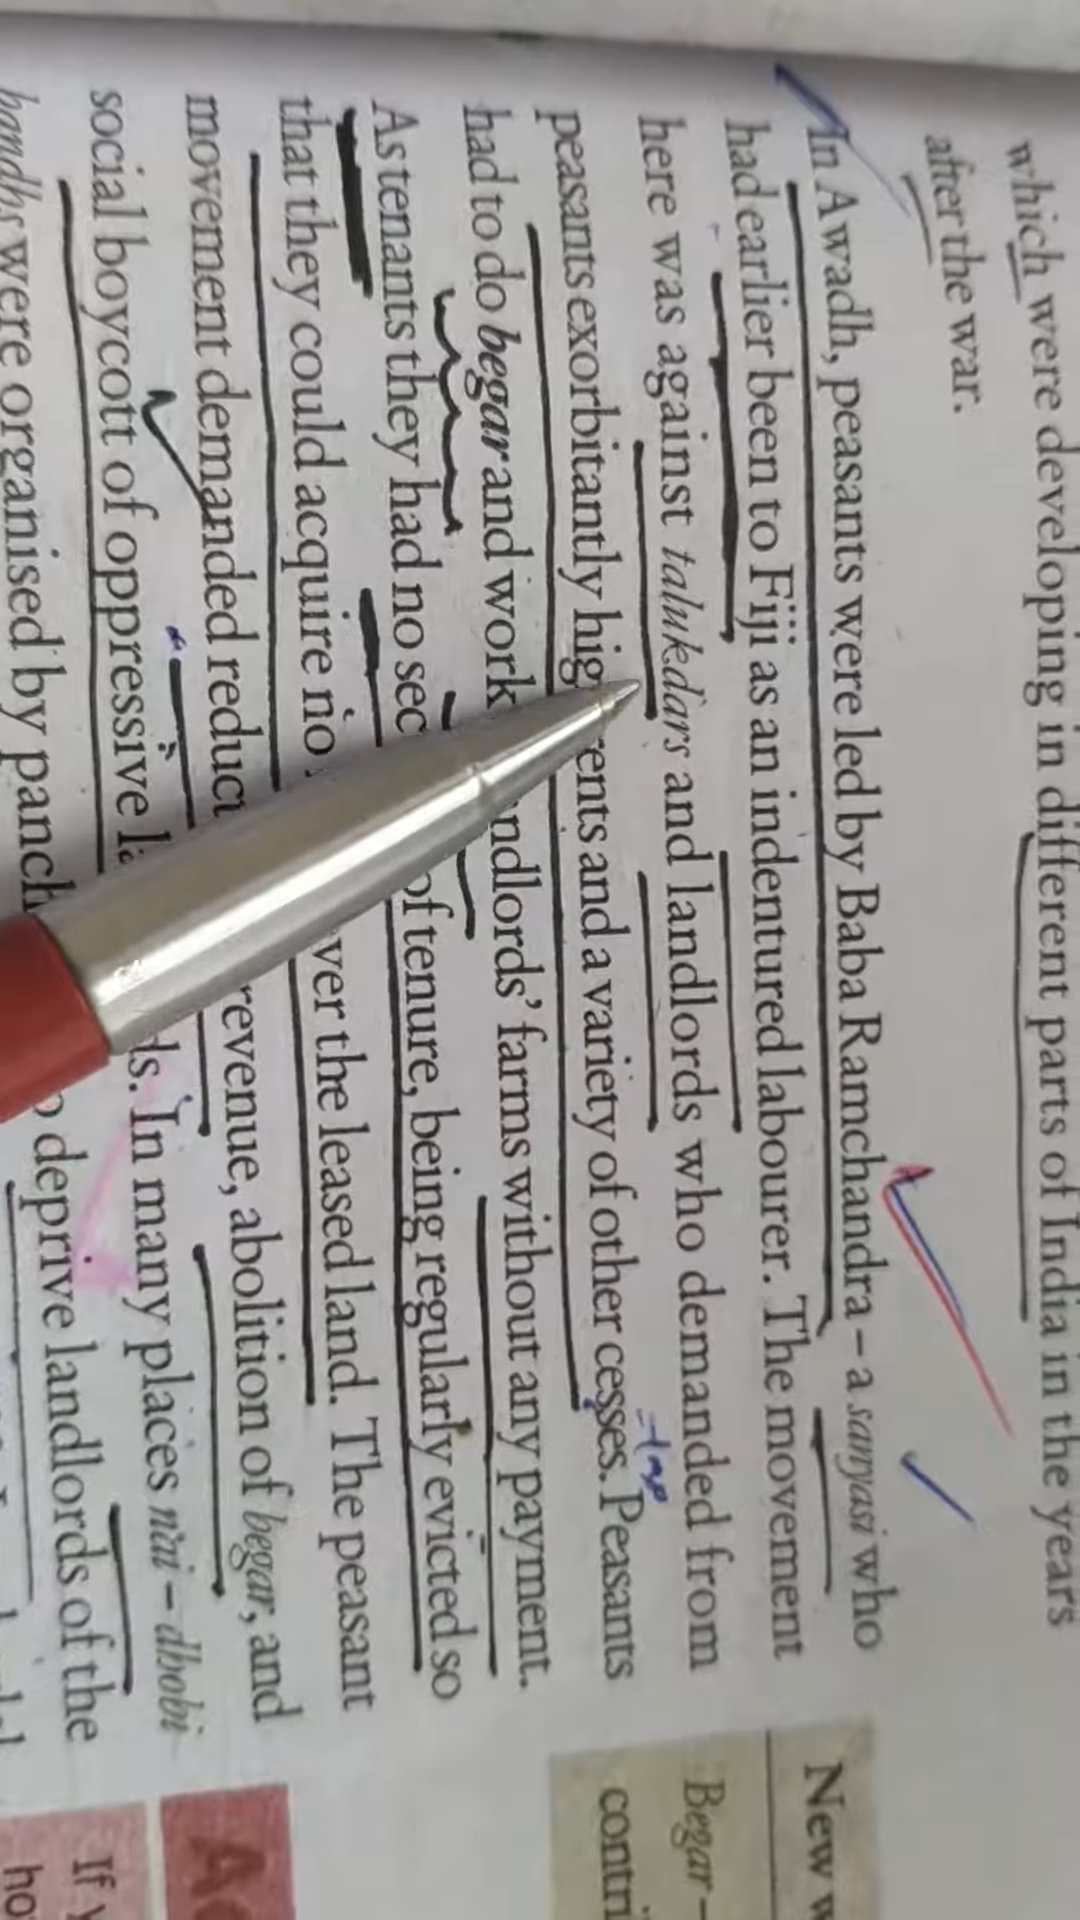 which were developing in different parts of India in the years
after the war.
In Awadh, peasants were led by Baba Ramchandra – a sanyasi who
had earlier been to Fiji as an indentured labourer. The movement
here was against talukdars and landlords who demanded from
tax
peasants exorbitantly hig ents and a variety of other cesses. Peasants
had to do begar and work ndlords' farms without any payment.
As tenants they had no sec of tenure, being regularly evicted so
that they could acquire no ver the leased land. The peasant
movement demanded reduc revenue, abolition of begar, and
social boycott of oppressive la ds. In many places nai – dhobi
bandhs were organised by panch o deprive landlords of the
New w
Begar –
contri
If y
ho